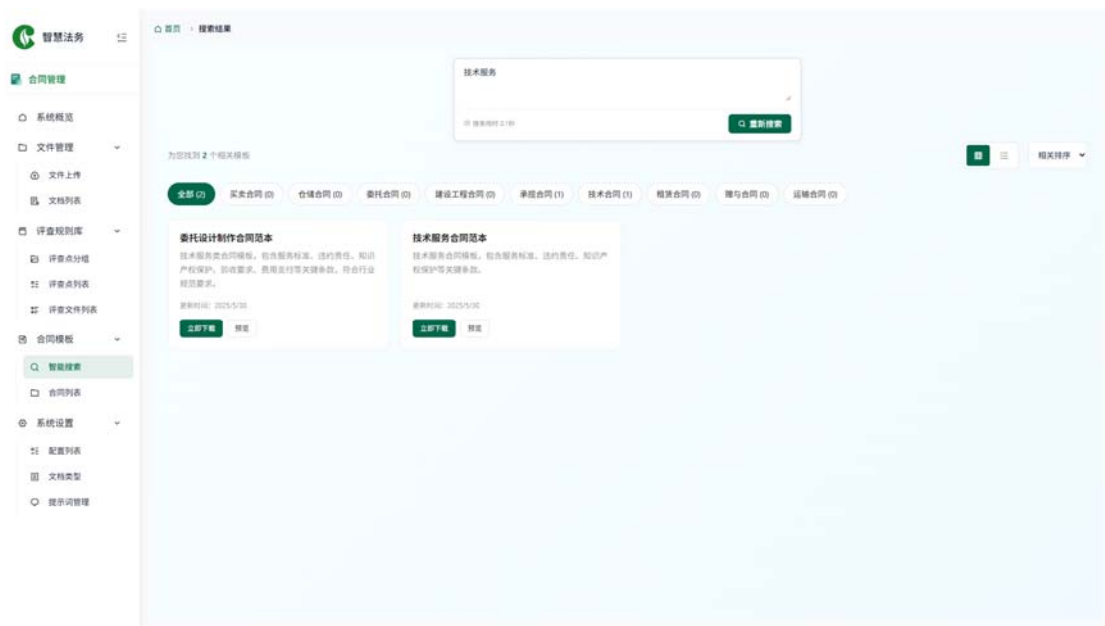 智慧法务
首页 › 搜索结果
合同管理
系统概览
文件管理
文件上传
文档列表
评查规则库
评查点分组
评查点列表
评查文件列表
合同模板
智能搜索
合同列表
系统设置
配置列表
文档类型
提示词管理
技术服务
重新搜索
为您找到 2 个相关模板
相关排序
全部 (2) 买卖合同 (0) 仓储合同 (0) 委托合同 (0) 建设工程合同 (0) 承揽合同 (1) 技术合同 (1) 租赁合同 (0) 赠与合同 (0) 运输合同 (0)
委托设计制作合同范本
技术服务类合同模板，包含服务标准、违约责任、知识
产权保护、验收要求、费用支付等关键条款，符合行业
规范要求。
更新时间：2025/5/30
立即下载 预览
技术服务合同范本
技术服务合同模板，包含服务标准、违约责任、知识产
权保护等关键条款。
更新时间：2025/5/30
立即下载 预览